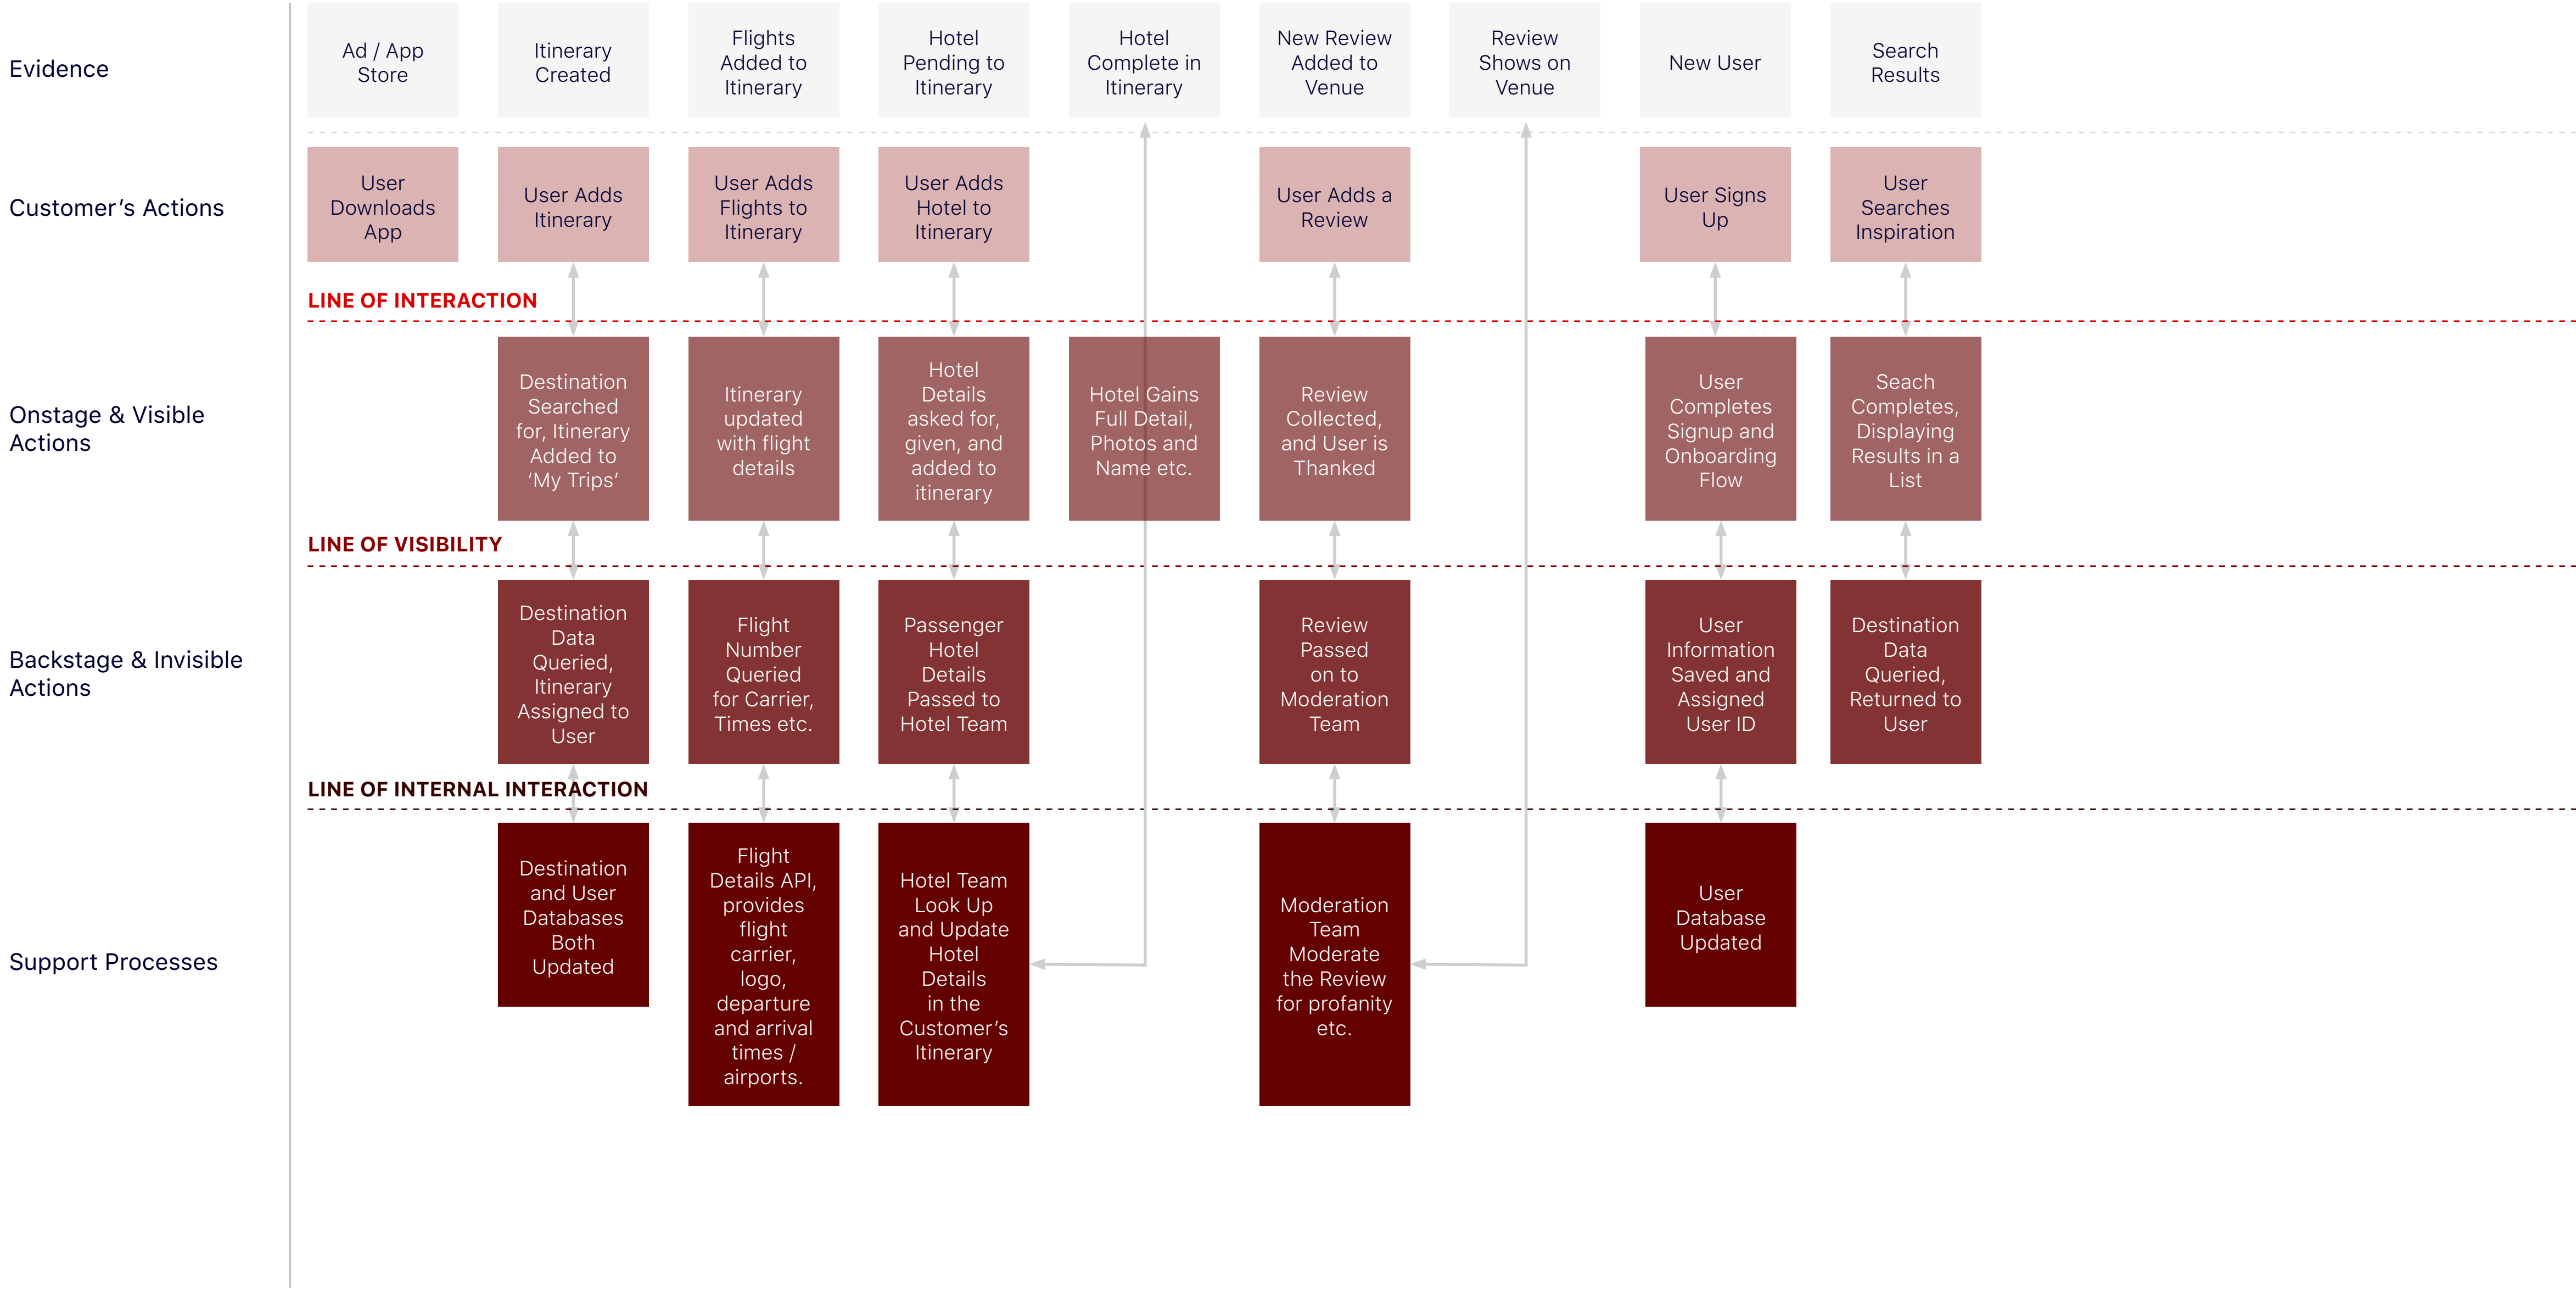 Evidence
Ad / App
Store
Itinerary
Created
Flights
Added to
Itinerary
Hotel
Pending to
Itinerary
Hotel
Complete in
Itinerary
New Review
Added to
Venue
Review
Shows on
Venue
New User
Search
Results
Customer’s Actions
User
Downloads
App
User Adds
Itinerary
User Adds
Flights to
Itinerary
User Adds
Hotel to
Itinerary
User Adds a
Review
User Signs
Up
User
Searches
Inspiration
LINE OF INTERACTION
Onstage & Visible
Actions
Destination
Searched
for, Itinerary
Added to
‘My Trips’
Itinerary
updated
with flight
details
Hotel
Details
asked for,
given, and
added to
itinerary
Hotel Gains
Full Detail,
Photos and
Name etc.
Review
Collected,
and User is
Thanked
User
Completes
Signup and
Onboarding
Flow
Seach
Completes,
Displaying
Results in a
List
LINE OF VISIBILITY
Backstage & Invisible
Actions
Destination
Data
Queried,
Itinerary
Assigned to
User
Flight
Number
Queried
for Carrier,
Times etc.
Passenger
Hotel
Details
Passed to
Hotel Team
Review
Passed
on to
Moderation
Team
User
Information
Saved and
Assigned
User ID
Destination
Data
Queried,
Returned to
User
LINE OF INTERNAL INTERACTION
Support Processes
Destination
and User
Databases
Both
Updated
Flight
Details API,
provides
flight
carrier,
logo,
departure
and arrival
times /
airports.
Hotel Team
Look Up
and Update
Hotel
Details
in the
Customer’s
Itinerary
Moderation
Team
Moderate
the Review
for profanity
etc.
User
Database
Updated